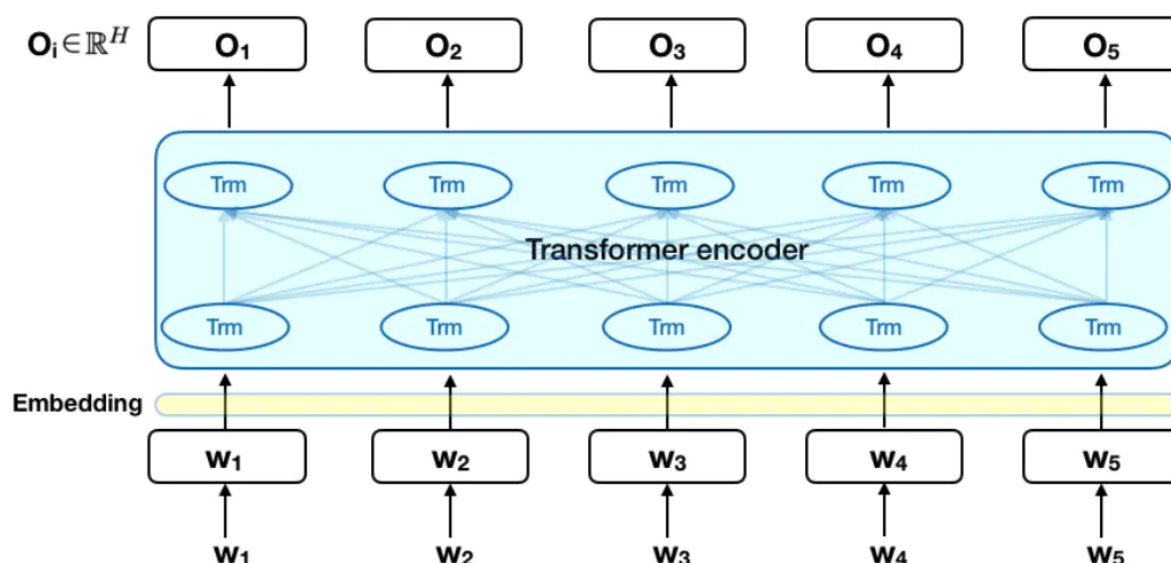 Oᵢ ∈ ℝᴴ O₁ O₂ O₃ O₄ O₅
Trm Trm Trm Trm Trm
Transformer encoder
Trm Trm Trm Trm Trm
Embedding
w₁ w₂ w₃ w₄ w₅
w₁ w₂ w₃ w₄ w₅